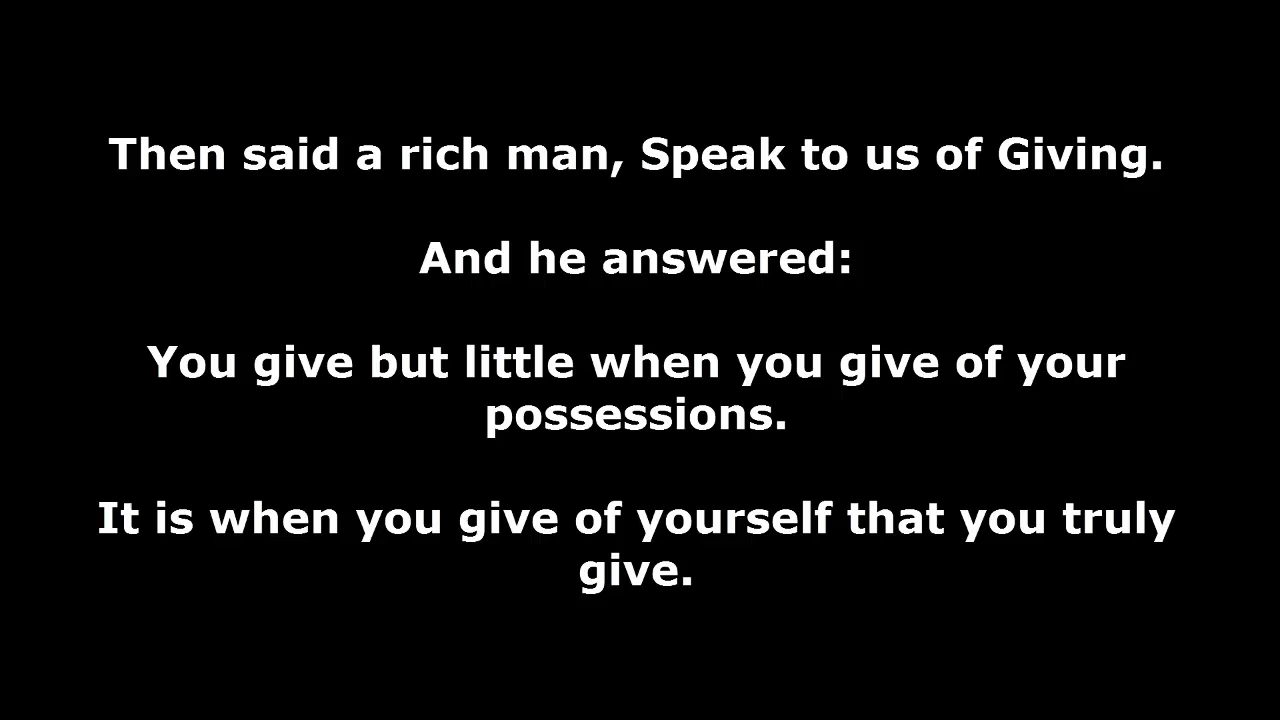 Then said a rich man, Speak to us of Giving.
And he answered:
You give but little when you give of your
possessions.
It is when you give of yourself that you truly
give.